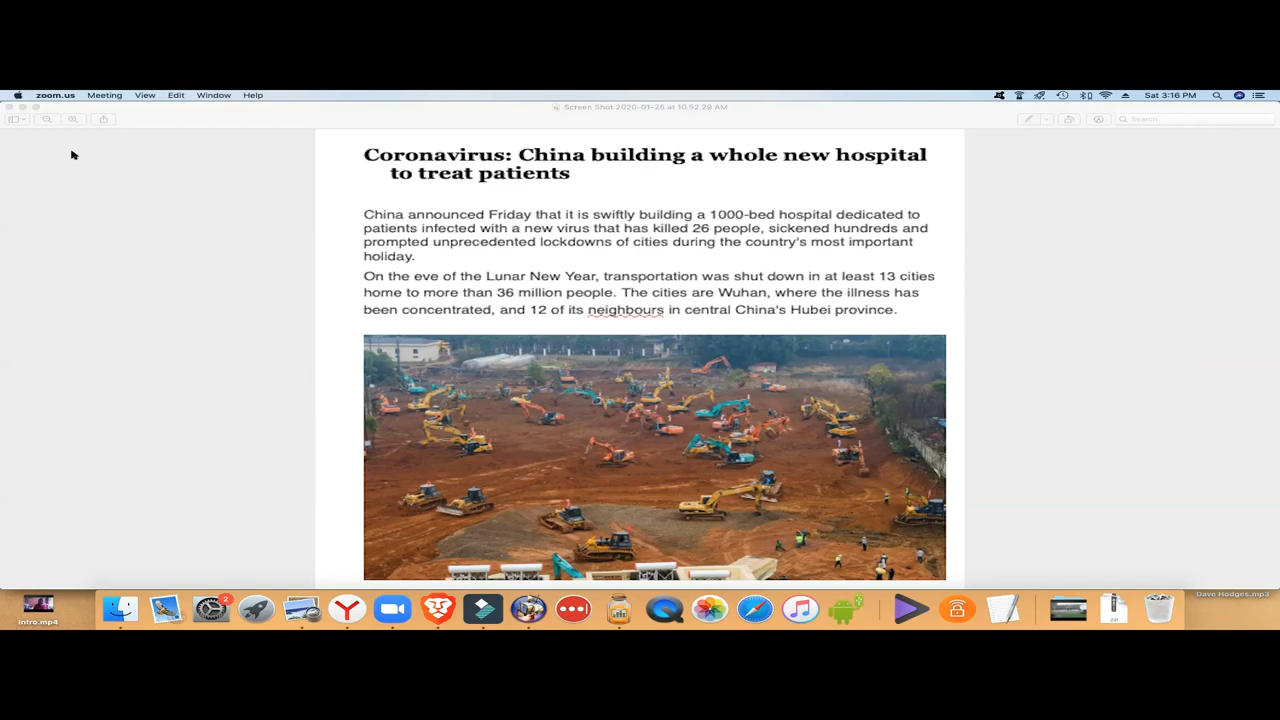 zoom.us Meeting View Edit Window Help Sat 3:16 PM
Screen Shot 2020-01-25 at 10.52.29 AM
Search
Coronavirus: China building a whole new hospital
to treat patients
China announced Friday that it is swiftly building a 1000-bed hospital dedicated to
patients infected with a new virus that has killed 26 people, sickened hundreds and
prompted unprecedented lockdowns of cities during the country's most important
holiday.
On the eve of the Lunar New Year, transportation was shut down in at least 13 cities
home to more than 36 million people. The cities are Wuhan, where the illness has
been concentrated, and 12 of its neighbours in central China's Hubei province.
2
ZIP
Intro.mp4
Dave Hodges.mp3